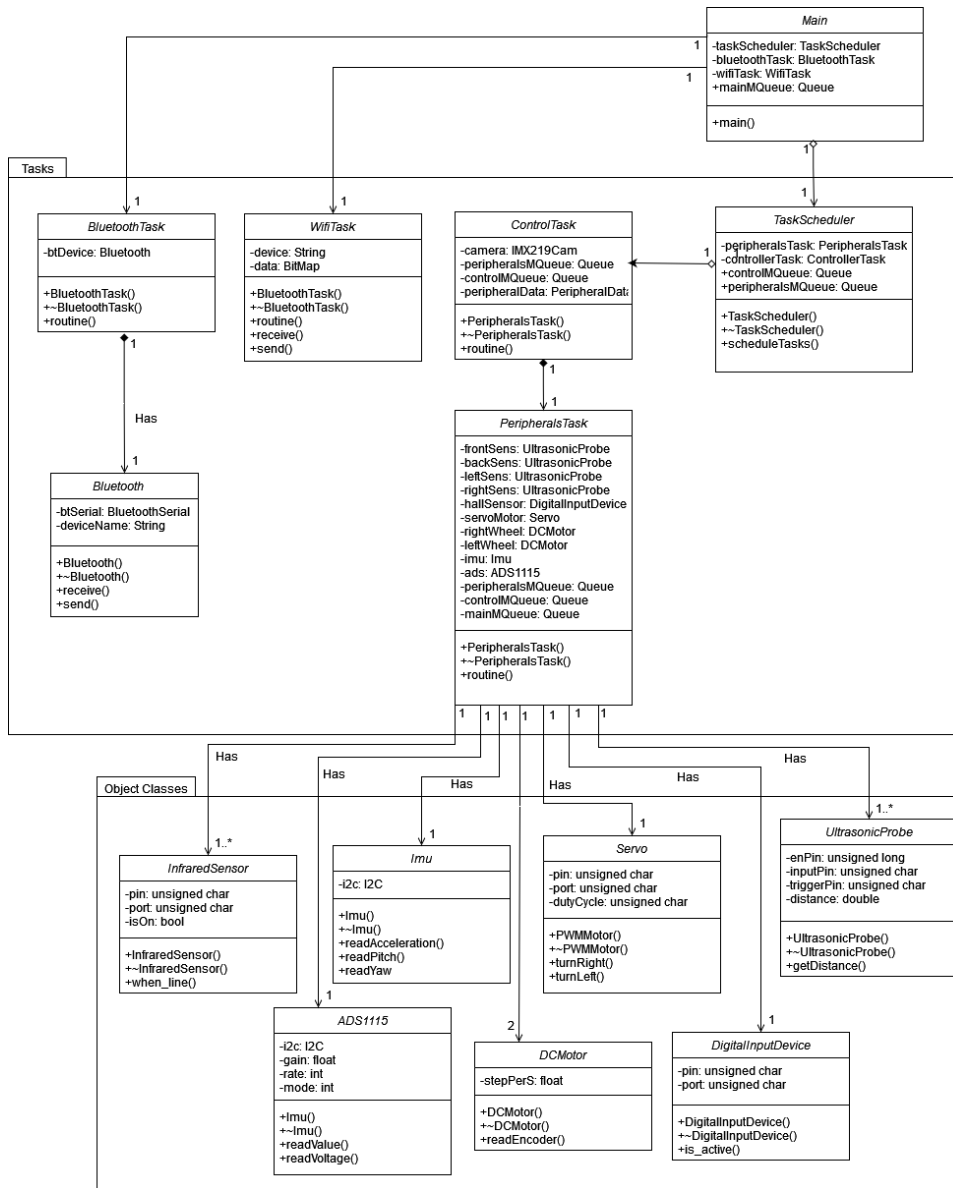 Main
-taskScheduler: TaskScheduler
-bluetoothTask: BluetoothTask
-wifiTask: WifiTask
+mainMQueue: Queue
+main()
1
1
1
Tasks
1
1
1
BluetoothTask
-btDevice: Bluetooth
+BluetoothTask()
+~BluetoothTask()
+routine()
1
Has
1
WifiTask
-device: String
-data: BitMap
+BluetoothTask()
+~BluetoothTask()
+routine()
+receive()
+send()
ControlTask
-camera: IMX219Cam
-peripheralsMQueue: Queue
-controlMQueue: Queue
-peripheralData: PeripheralData
+PeripheralsTask()
+~PeripheralsTask()
+routine()
1
1
1
TaskScheduler
-peripheralsTask: PeripheralsTask
-controllerTask: ControllerTask
+controlMQueue: Queue
+peripheralsMQueue: Queue
+TaskScheduler()
+~TaskScheduler()
+scheduleTasks()
Bluetooth
-btSerial: BluetoothSerial
-deviceName: String
+Bluetooth()
+~Bluetooth()
+receive()
+send()
PeripheralsTask
-frontSens: UltrasonicProbe
-backSens: UltrasonicProbe
-leftSens: UltrasonicProbe
-rightSens: UltrasonicProbe
-hallSensor: DigitalInputDevice
-servoMotor: Servo
-rightWheel: DCMotor
-leftWheel: DCMotor
-imu: Imu
-ads: ADS1115
-peripheralsMQueue: Queue
-controlMQueue: Queue
-mainMQueue: Queue
+PeripheralsTask()
+~PeripheralsTask()
+routine()
1 1 1 1 1 1 1
Has
Has
Has
Has
Has
Has
Object Classes
1..*
1
1
1..*
InfraredSensor
-pin: unsigned char
-port: unsigned char
-isOn: bool
+InfraredSensor()
+~InfraredSensor()
+when_line()
Imu
-i2c: I2C
+Imu()
+~Imu()
+readAcceleration()
+readPitch()
+readYaw
Servo
-pin: unsigned char
-port: unsigned char
-dutyCycle: unsigned char
+PWMMotor()
+~PWMMotor()
+turnRight()
+turnLeft()
UltrasonicProbe
-enPin: unsigned long
-inputPin: unsigned char
-triggerPin: unsigned char
-distance: double
+UltrasonicProbe()
+~UltrasonicProbe()
+getDistance()
1
2
1
ADS1115
-i2c: I2C
-gain: float
-rate: int
-mode: int
+Imu()
+~Imu()
+readValue()
+readVoltage()
DCMotor
-stepPerS: float
+DCMotor()
+~DCMotor()
+readEncoder()
DigitalInputDevice
-pin: unsigned char
-port: unsigned char
+DigitalInputDevice()
+~DigitalInputDevice()
+is_active()